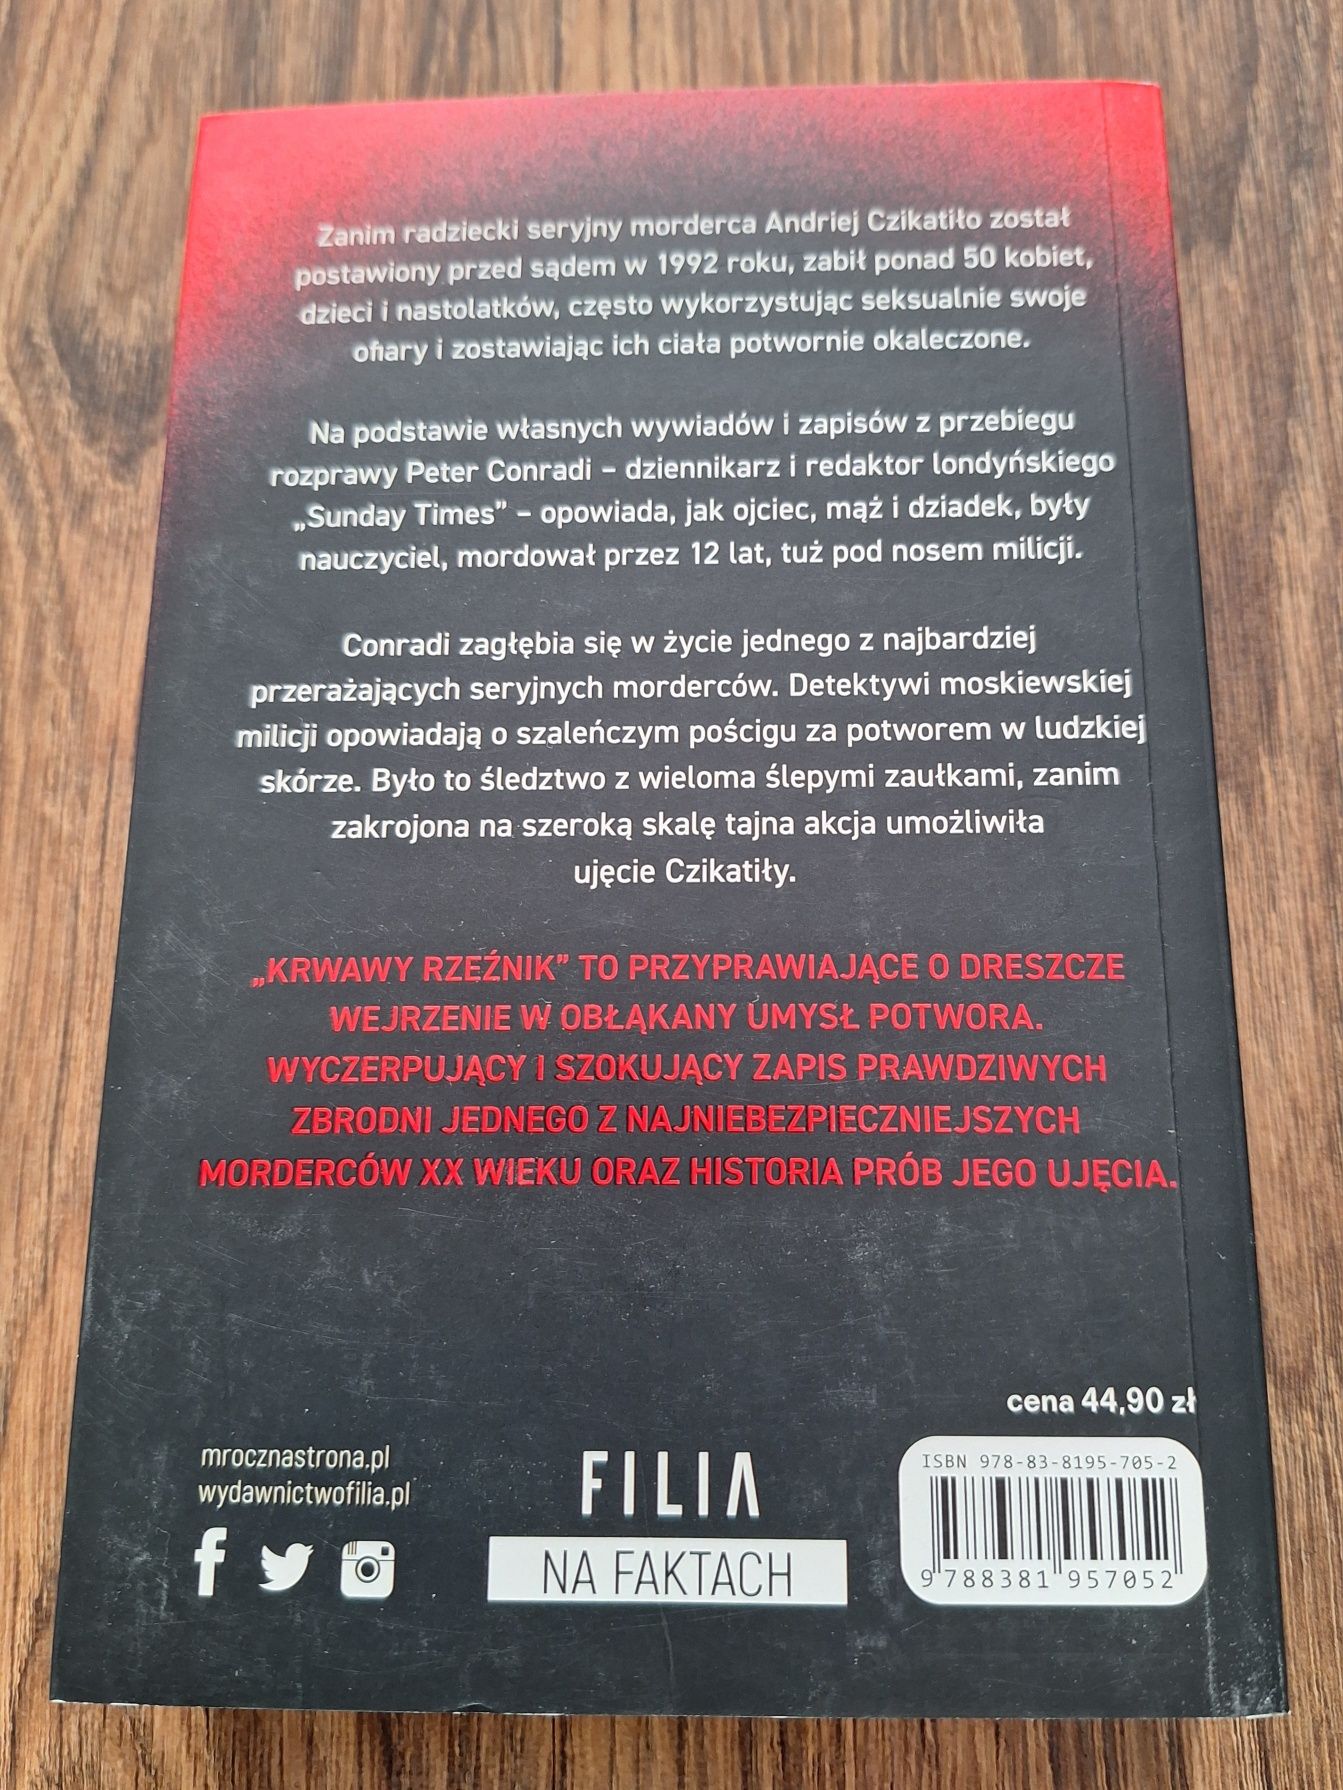 Zanim radziecki seryjny morderca Andriej Czikatiło został
postawiony przed sądem w 1992 roku, zabił ponad 50 kobiet,
dzieci i nastolatków, często wykorzystując seksualnie swoje
ofiary i zostawiając ich ciała potwornie okaleczone.
Na podstawie własnych wywiadów i zapisów z przebiegu
rozprawy Peter Conradi – dziennikarz i redaktor londyńskiego
„Sunday Times” – opowiada, jak ojciec, mąż i dziadek, były
nauczyciel, mordował przez 12 lat, tuż pod nosem milicji.
Conradi zagłębia się w życie jednego z najbardziej
przerażających seryjnych morderców. Detektywi moskiewskiej
milicji opowiadają o szaleńczym pościgu za potworem w ludzkiej
skórze. Było to śledztwo z wieloma ślepymi zaułkami, zanim
zakrojona na szeroką skalę tajna akcja umożliwiła
ujęcie Czikatiły.
„KRWAWY RZEŹNIK” TO PRZYPRAWIAJĄCE O DRESZCZE
WEJRZENIE W OBŁĄKANY UMYSŁ POTWORA.
WYCZERPUJĄCY I SZOKUJĄCY ZAPIS PRAWDZIWYCH
ZBRODNI JEDNEGO Z NAJNIEBEZPIECZNIEJSZYCH
MORDERCÓW XX WIEKU ORAZ HISTORIA PRÓB JEGO UJĘCIA.
cena 44,90 zł
mrocznastrona.pl
wydawnictwofilia.pl
FILIA
NA FAKTACH
ISBN 978-83-8195-705-2
9 788381 957052